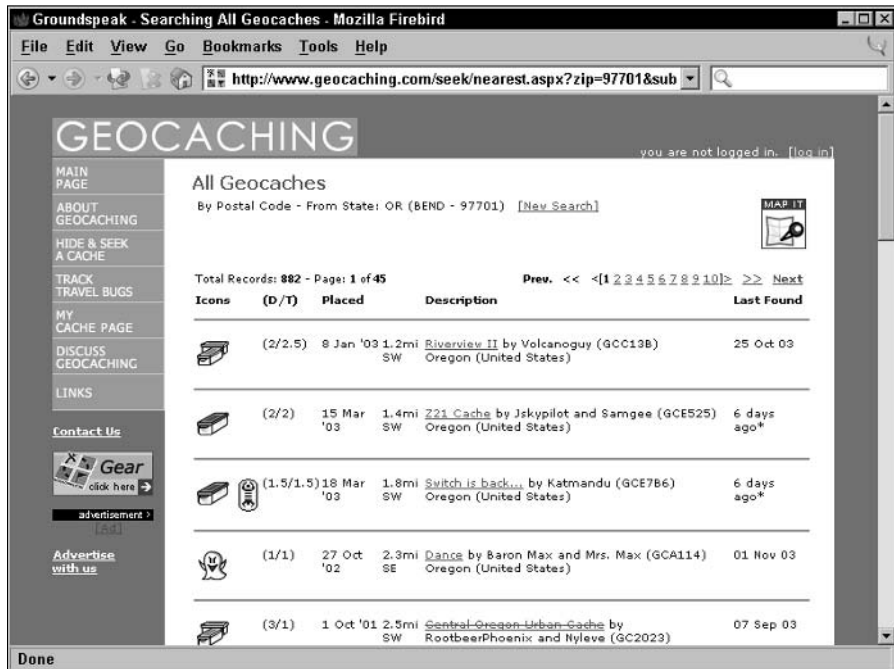 Groundspeak - Searching All Geocaches - Mozilla Firebird
File Edit View Go Bookmarks Tools Help
http://www.geocaching.com/seek/nearest.aspx?zip=97701&sub
GEOCACHING
you are not logged in. [log in]
MAIN PAGE
ABOUT GEOCACHING
HIDE & SEEK A CACHE
TRACK TRAVEL BUGS
MY CACHE PAGE
DISCUSS GEOCACHING
LINKS
Contact Us
Gear
click here
advertisement >
[Ad]
Advertise with us
All Geocaches
By Postal Code - From State: OR (BEND - 97701) [New Search]
MAP IT
Total Records: 882 - Page: 1 of 45 Prev. << <[1 2 3 4 5 6 7 8 9 10]> >> Next
Icons (D/T) Placed Description Last Found
(2/2.5) 8 Jan '03 1.2mi Riverview II by Volcanoguy (GCC13B) 25 Oct 03
SW Oregon (United States)
(2/2) 15 Mar 1.4mi Z21 Cache by Jskypilot and Samgee (GCE525) 6 days
'03 SW Oregon (United States) ago*
(1.5/1.5) 18 Mar 1.8mi Switch is back... by Katmandu (GCE7B6) 6 days
'03 SW Oregon (United States) ago*
(1/1) 27 Oct 2.3mi Dance by Baron Max and Mrs. Max (GCA114) 01 Nov 03
'02 SE Oregon (United States)
(3/1) 1 Oct '01 2.5mi Central Oregon Urban Cache by 07 Sep 03
SW RootbeerPhoenix and Nyleve (GC2023)
Done